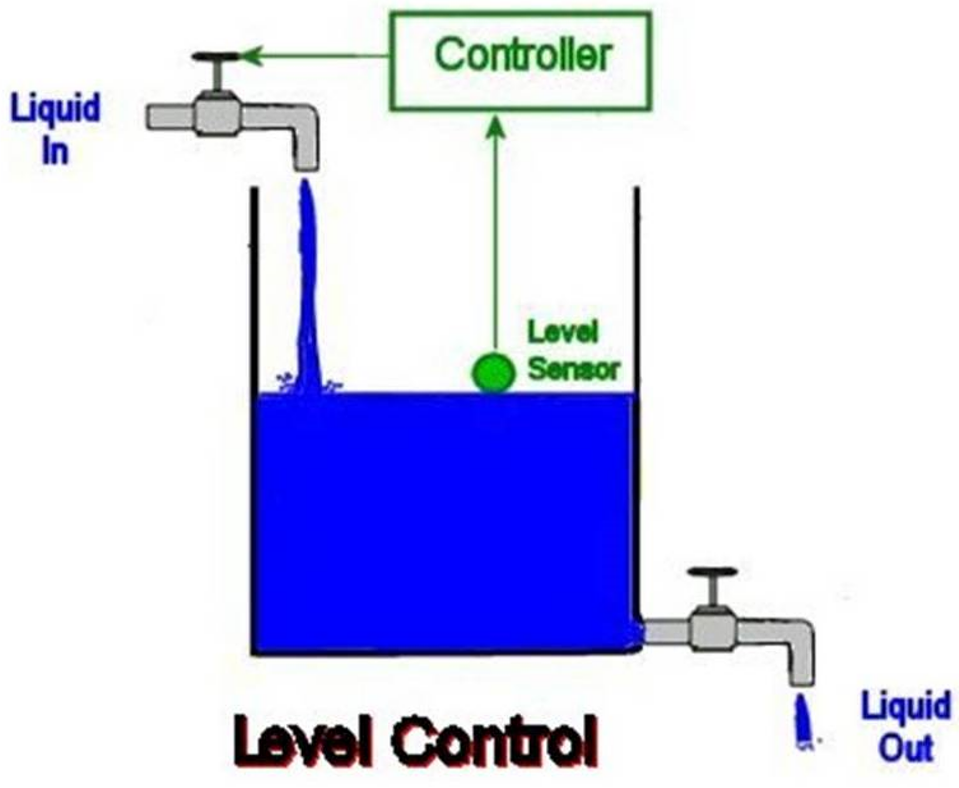 Controller
Liquid
In
Level
Sensor
Liquid
Out
Level Control